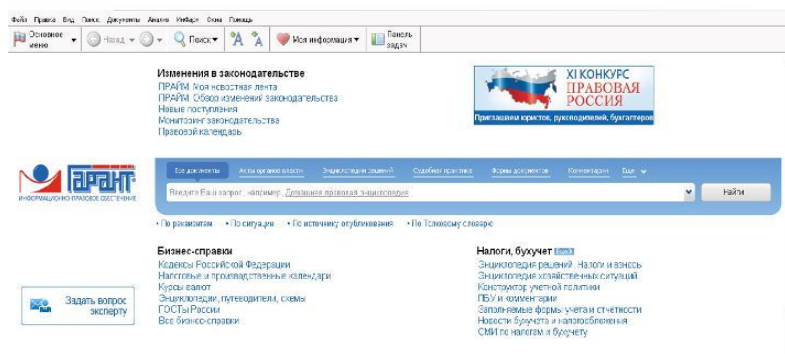 Файл Правка Вид Поиск Документы Анализ Инфарм Окна Помощь
Основное меню Назад Поиск Моя информация Панель задач
Изменения в законодательстве
ПРАЙМ. Моя новостная лента
ПРАЙМ. Обзор изменений законодательства
Новые поступления
Мониторинг законодательства
Правовой календарь
XI КОНКУРС
ПРАВОВАЯ
РОССИЯ
Приглашаем юристов, руководителей, бухгалтеров
ГАРАНТ
ИНФОРМАЦИОННО-ПРАВОВОЕ ОБЕСПЕЧЕНИЕ
Все документы Акты органов власти Энциклопедия решений Судебная практика Формы документов Комментарии Еще
Введите Ваш запрос, например, Домашняя правовая энциклопедия Найти
• По реквизитам • По ситуации • По источнику опубликования • По Толковому словарю
Бизнес-справки
Кодексы Российской Федерации
Налоговые и производственные календари
Курсы валют
Энциклопедии, путеводители, схемы
ГОСТы России
Все бизнес-справки
Налоги, бухучет Еще
Энциклопедия решений. Налоги и взносы
Энциклопедия хозяйственных ситуаций
Конструктор учетной политики
ПБУ и комментарии
Заполняемые формы учета и отчетности
Новости бухучета и налогообложения
СМИ по налогам и бухучету
Задать вопрос
эксперту